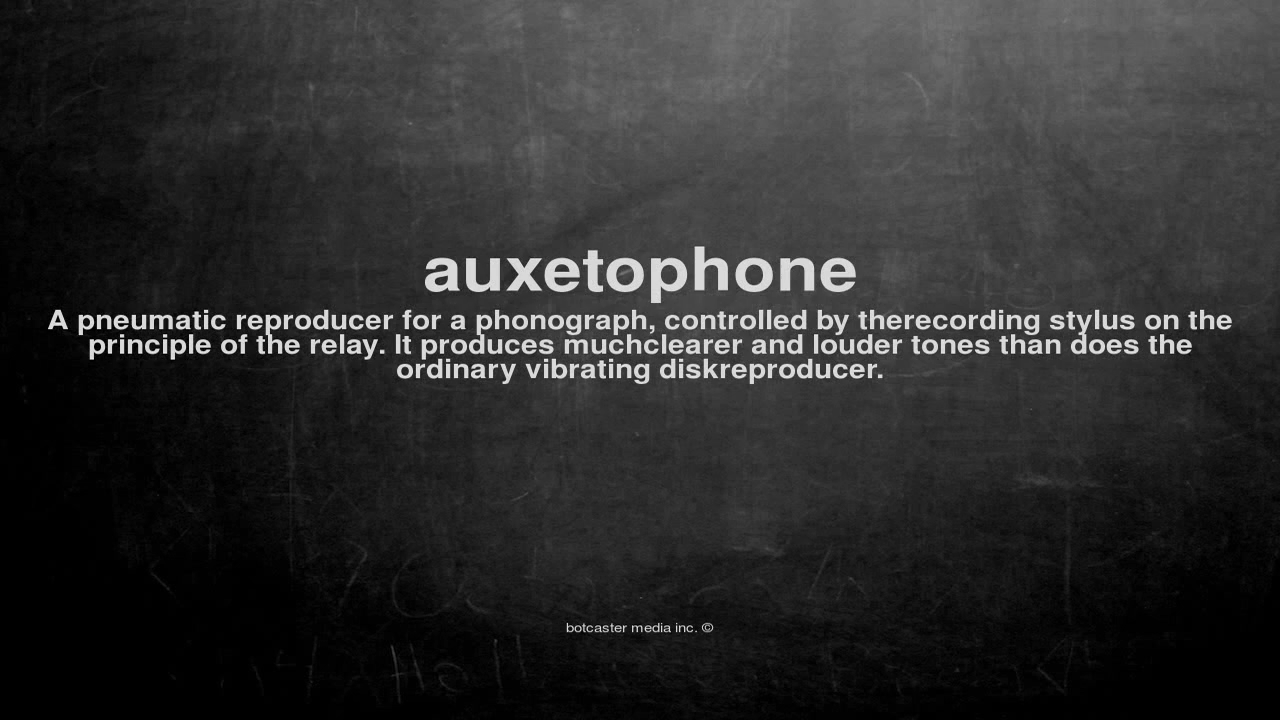 auxetophone
A pneumatic reproducer for a phonograph, controlled by therecording stylus on the
principle of the relay. It produces muchclearer and louder tones than does the
ordinary vibrating diskreproducer.
botcaster media inc. ©